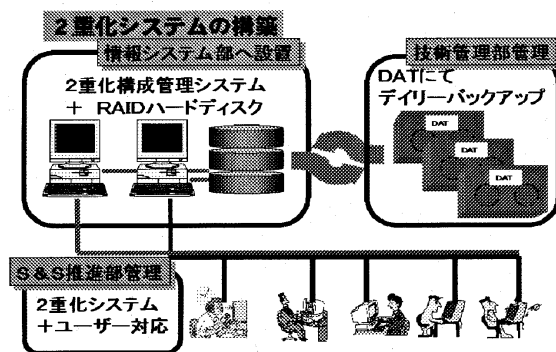 2重化システムの構築
情報システム部へ設置
2重化構成管理システム
＋ RAIDハードディスク
技術管理部管理
DATにて
デイリーバックアップ
DAT
DAT
DAT
S&S推進部管理
2重化システム
＋ユーザー対応